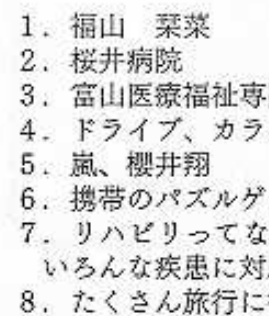 1．福山　栞菜
2．桜井病院
3．富山医療福祉専
4．ドライブ、カラ
5．嵐、櫻井翔
6．携帯のパズルゲ
7．リハビリってな
いろんな疾患に対
8．たくさん旅行に